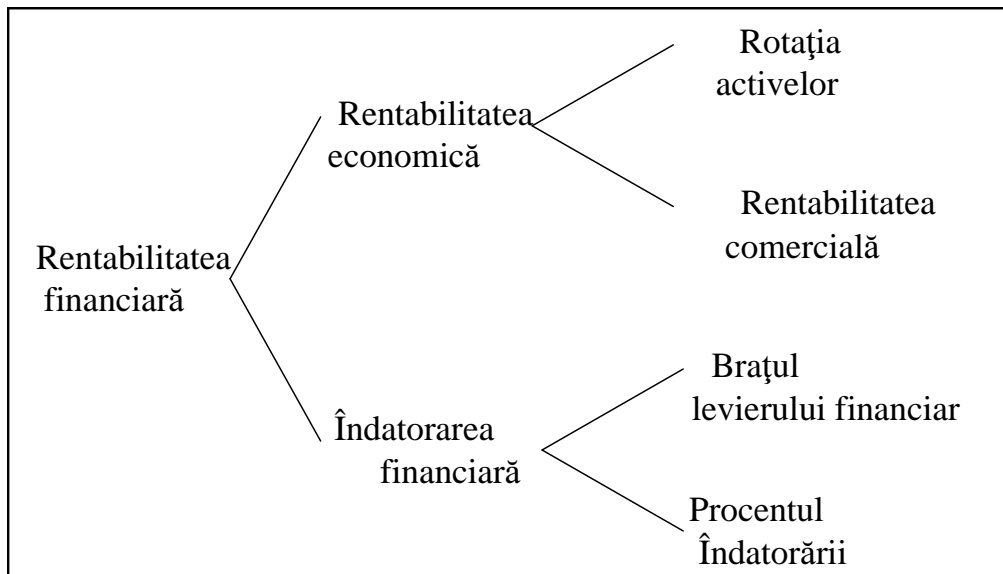 Rotaţia
activelor
Rentabilitatea
economică
Rentabilitatea
comercială
Rentabilitatea
financiară
Braţul
levierului financiar
Îndatorarea
financiară
Procentul
Îndatorării